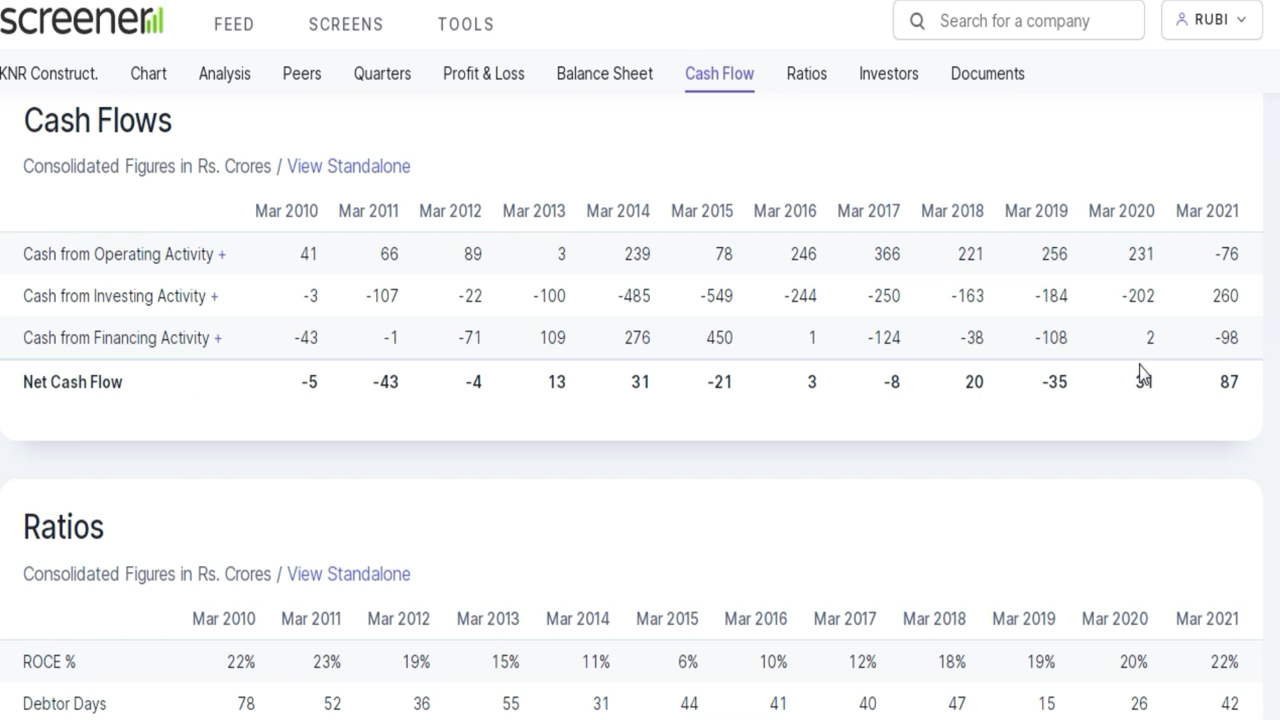 screener FEED SCREENS TOOLS Search for a company RUBI
KNR Construct. Chart Analysis Peers Quarters Profit & Loss Balance Sheet Cash Flow Ratios Investors Documents
Cash Flows
Consolidated Figures in Rs. Crores / View Standalone
Mar 2010 Mar 2011 Mar 2012 Mar 2013 Mar 2014 Mar 2015 Mar 2016 Mar 2017 Mar 2018 Mar 2019 Mar 2020 Mar 2021
Cash from Operating Activity + 41 66 89 3 239 78 246 366 221 256 231 -76
Cash from Investing Activity + -3 -107 -22 -100 -485 -549 -244 -250 -163 -184 -202 260
Cash from Financing Activity + -43 -1 -71 109 276 450 1 -124 -38 -108 2 -98
Net Cash Flow -5 -43 -4 13 31 -21 3 -8 20 -35 87
Ratios
Consolidated Figures in Rs. Crores / View Standalone
Mar 2010 Mar 2011 Mar 2012 Mar 2013 Mar 2014 Mar 2015 Mar 2016 Mar 2017 Mar 2018 Mar 2019 Mar 2020 Mar 2021
ROCE % 22% 23% 19% 15% 11% 6% 10% 12% 18% 19% 20% 22%
Debtor Days 78 52 36 55 31 44 41 40 47 15 26 42